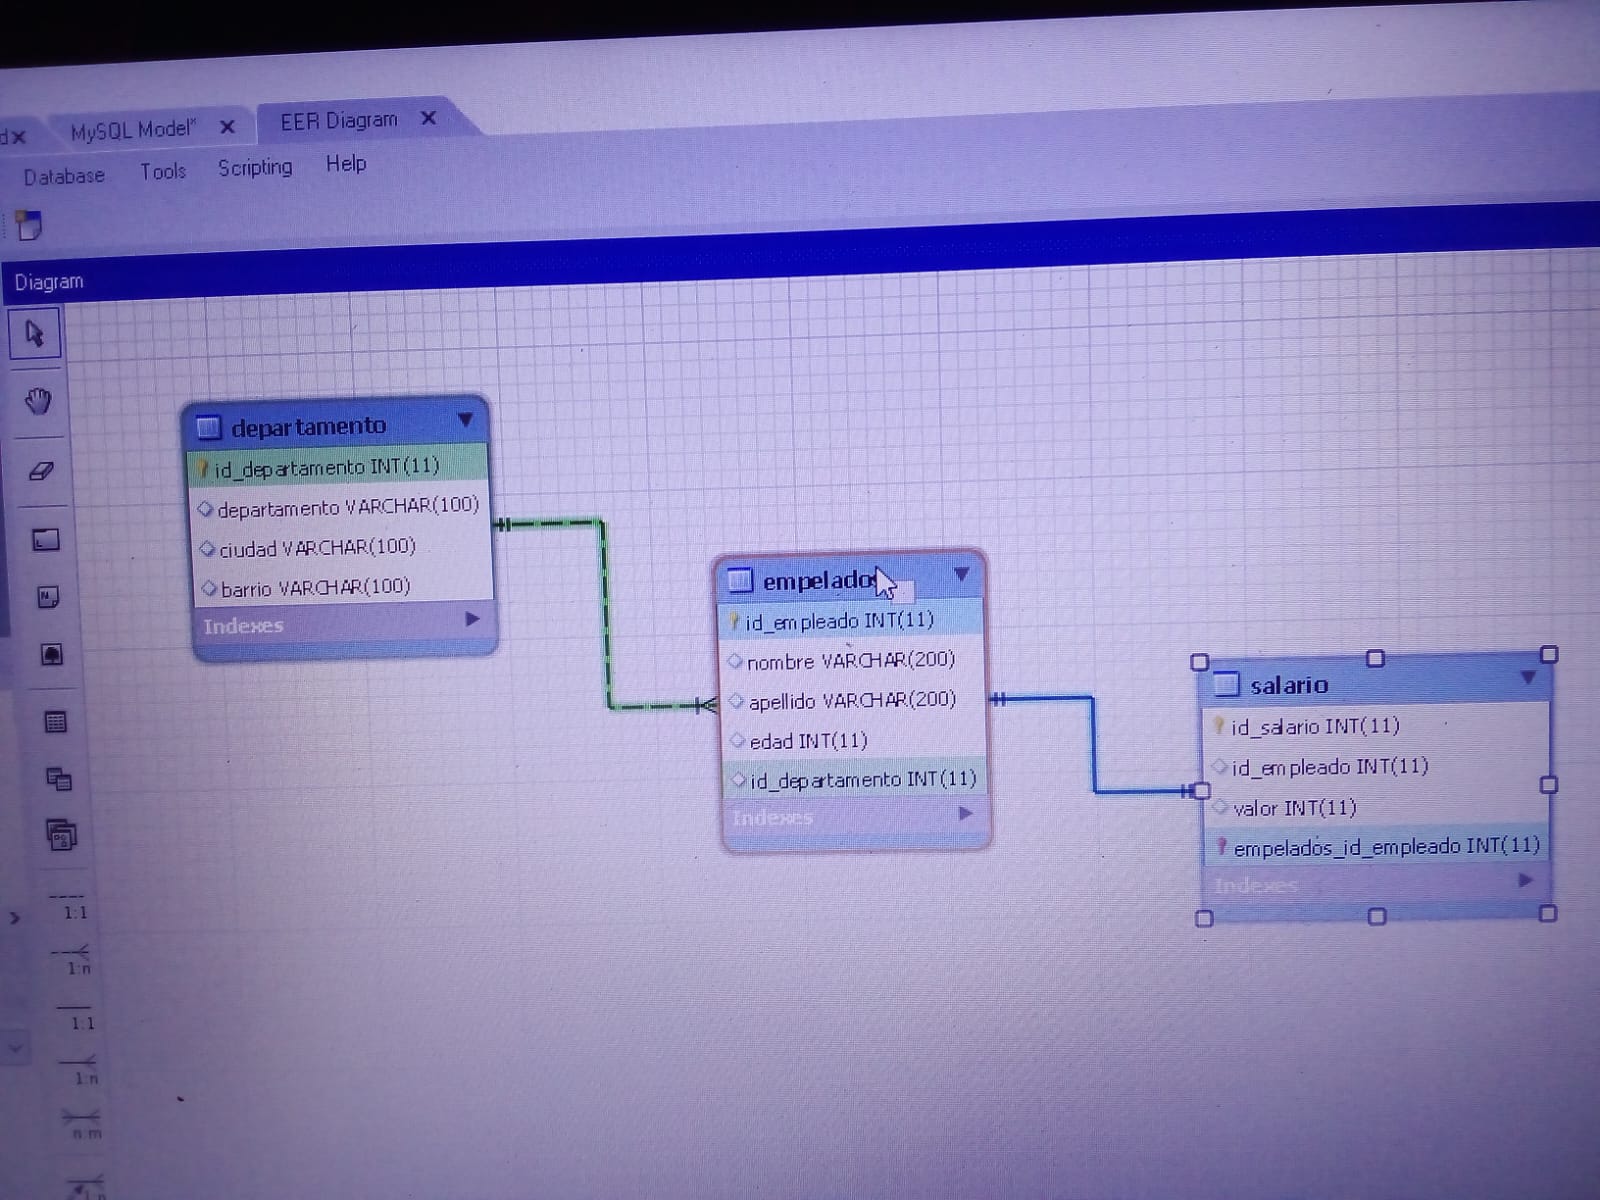 MySQL Model*
EER Diagram
Database Tools Scripting Help
Diagram
departamento
id_departamento INT(11)
departamento VARCHAR(100)
ciudad VARCHAR(100)
barrio VARCHAR(100)
Indexes
empelados
id_empleado INT(11)
nombre VARCHAR(200)
apellido VARCHAR(200)
edad INT(11)
id_departamento INT(11)
Indexes
salario
id_salario INT(11)
id_empleado INT(11)
valor INT(11)
empelados_id_empleado INT(11)
Indexes
1:1
1:n
1:1
1:n
n:m